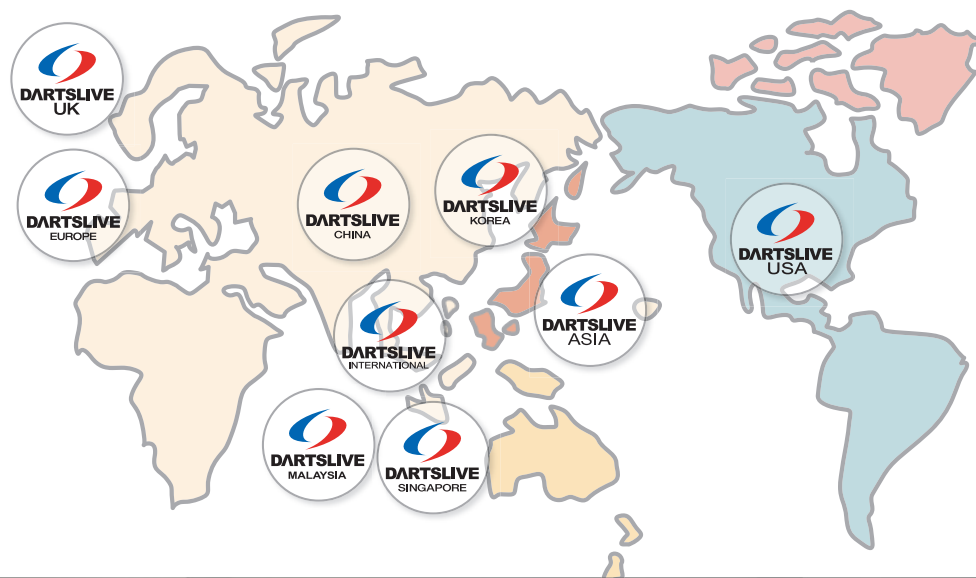 DARTSLIVE
UK
DARTSLIVE
EUROPE
DARTSLIVE
CHINA
DARTSLIVE
KOREA
DARTSLIVE
USA
DARTSLIVE
INTERNATIONAL
DARTSLIVE
ASIA
DARTSLIVE
MALAYSIA
DARTSLIVE
SINGAPORE